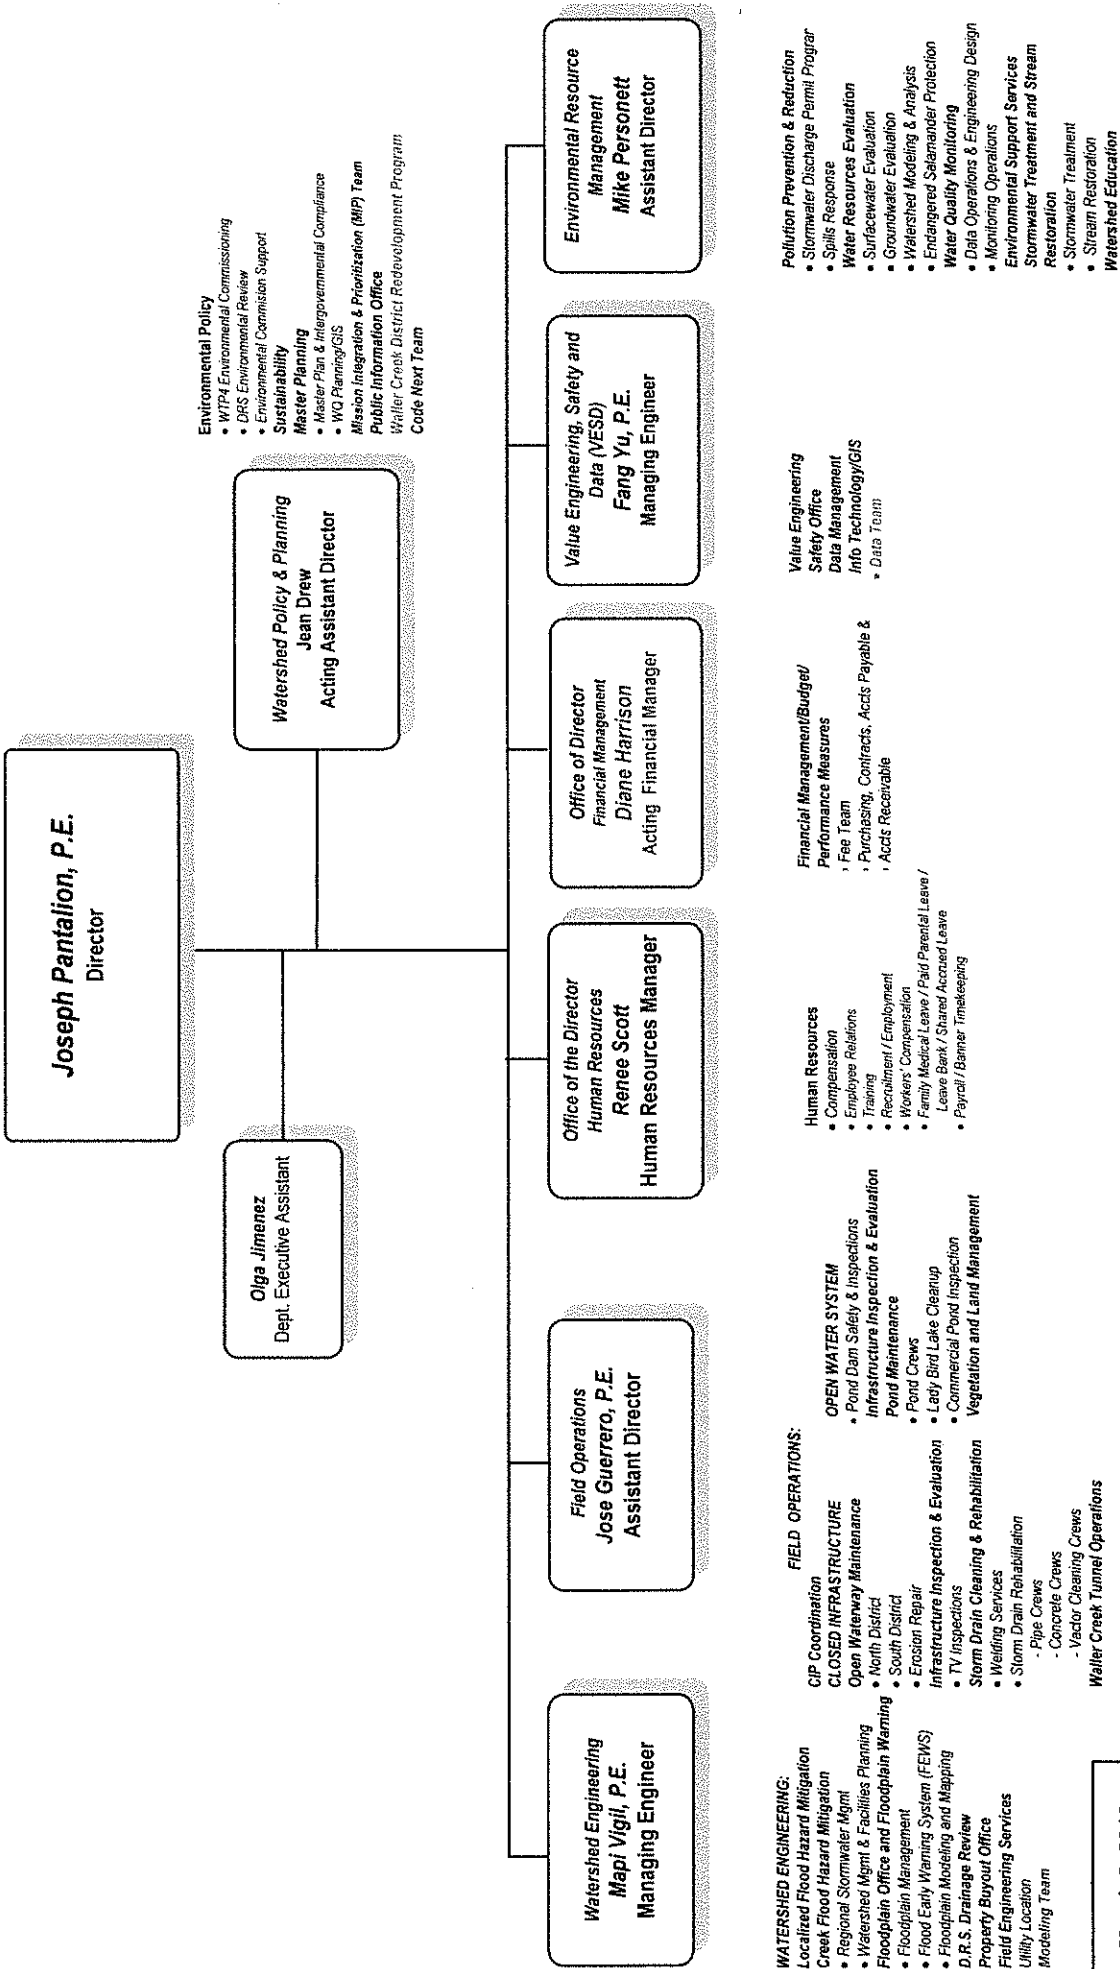 Joseph Pantalion, P.E.
Director
Olga Jimenez
Dept. Executive Assistant
Watershed Policy & Planning
Jean Drew
Acting Assistant Director
Environmental Policy
• WTP4 Environmental Commissioning
• DRS Environmental Review
• Environmental Commision Support
Sustainability
Master Planning
• Master Plan & Intergovernmental Compliance
• WQ Planning/GIS
Mission Integration & Prioritization (MIP) Team
Public Information Office
Waller Creek District Redevelopment Program
Code Next Team
Watershed Engineering
Mapi Vigil, P.E.
Managing Engineer
Field Operations
Jose Guerrero, P.E.
Assistant Director
Office of the Director
Human Resources
Renee Scott
Human Resources Manager
Office of Director
Financial Management
Diane Harrison
Acting Financial Manager
Value Engineering, Safety and
Data (VESD)
Fang Yu, P.E.
Managing Engineer
Environmental Resource
Management
Mike Personett
Assistant Director
WATERSHED ENGINEERING:
Localized Flood Hazard Mitigation
Creek Flood Hazard Mitigation
• Regional Stormwater Mgmt
• Watershed Mgmt & Facilities Planning
Floodplain Office and Floodplain Warning
• Floodplain Management
• Flood Early Warning System (FEWS)
• Floodplain Modeling and Mapping
D.R.S. Drainage Review
Property Buyout Office
Field Engineering Services
Utility Location
Modeling Team
FIELD OPERATIONS:
CIP Coordination
CLOSED INFRASTRUCTURE
Open Waterway Maintenance
• North District
• South District
• Erosion Repair
Infrastructure Inspection & Evaluation
• TV Inspections
Storm Drain Cleaning & Rehabilitation
• Welding Services
• Storm Drain Rehabilitation
- Pipe Crews
- Concrete Crews
- Vactor Cleaning Crews
Waller Creek Tunnel Operations
OPEN WATER SYSTEM
• Pond Dam Safety & Inspections
Infrastructure Inspection & Evaluation
Pond Maintenance
• Pond Crews
• Lady Bird Lake Cleanup
• Commercial Pond Inspection
Vegetation and Land Management
Human Resources
• Compensation
• Employee Relations
• Training
• Recruitment / Employment
• Workers' Compensation
• Family Medical Leave / Paid Parental Leave /
Leave Bank / Shared Accrued Leave
• Payroll / Banner Timekeeping
Financial Management/Budget/
Performance Measures
, Fee Team
, Purchasing, Contracts, Accts Payable &
, Accts Receivable
Value Engineering
Safety Office
Data Management
Info Technology/GIS
• Data Team
Pollution Prevention & Reduction
• Stormwater Discharge Permit Prograr
• Spills Response
Water Resources Evaluation
• Surfacewater Evaluation
• Groundwater Evaluation
• Watershed Modeling & Analysis
• Endangered Salamander Protection
Water Quality Monitoring
• Data Operations & Engineering Design
• Monitoring Operations
Environmental Support Services
Stormwater Treatment and Stream
Restoration
• Stormwater Treatment
• Stream Restoration
Watershed Education